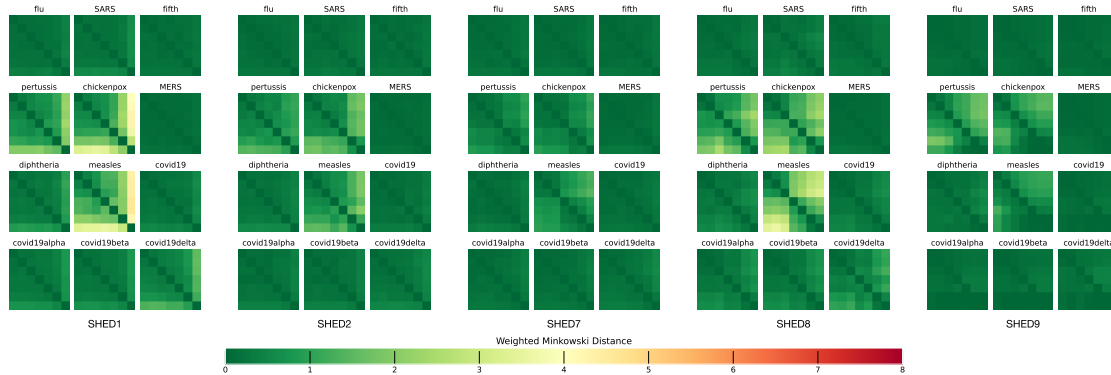 flu SARS fifth flu SARS fifth flu SARS fifth flu SARS fifth flu SARS fifth
pertussis chickenpox MERS pertussis chickenpox MERS pertussis chickenpox MERS pertussis chickenpox MERS pertussis chickenpox MERS
diphtheria measles covid19 diphtheria measles covid19 diphtheria measles covid19 diphtheria measles covid19 diphtheria measles covid19
covid19alpha covid19beta covid19delta covid19alpha covid19beta covid19delta covid19alpha covid19beta covid19delta covid19alpha covid19beta covid19delta covid19alpha covid19beta covid19delta
SHED1 SHED2 SHED7 SHED8 SHED9
Weighted Minkowski Distance
0 1 2 3 4 5 6 7 8